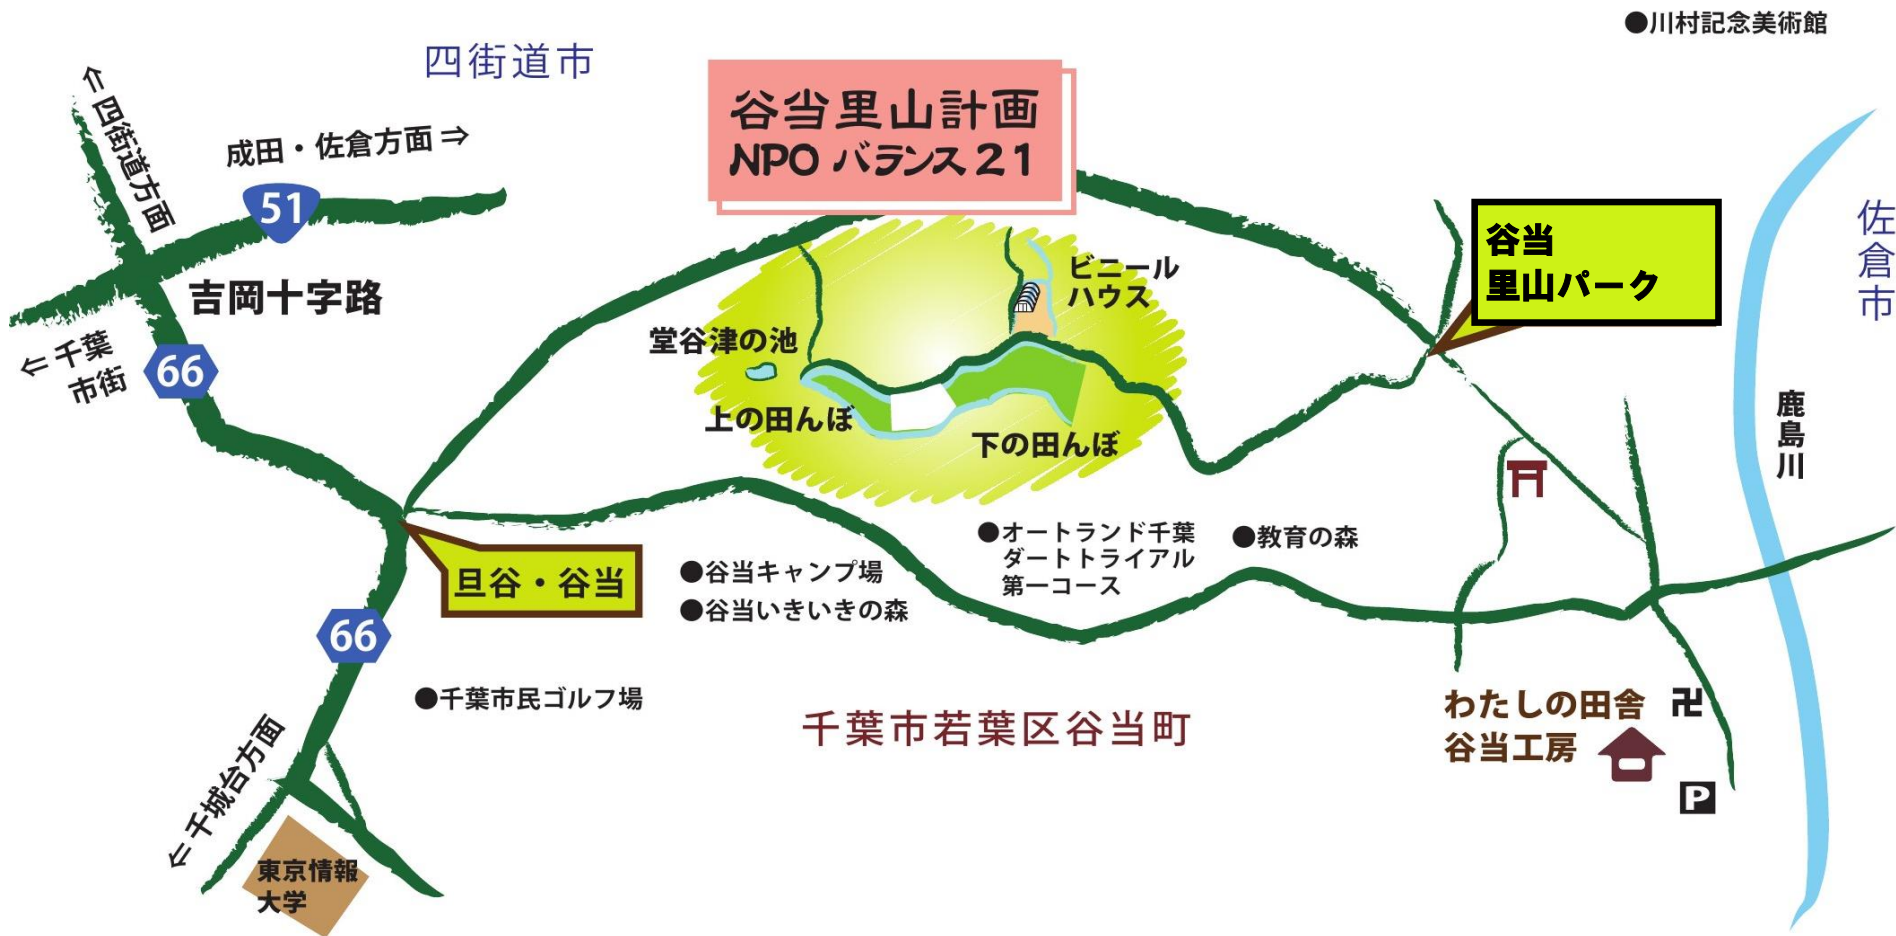 ●川村記念美術館
四街道市
谷当里山計画
NPO バランス21
⇐四街道方面
成田・佐倉方面⇒
51
佐倉市
谷当
里山パーク
吉岡十字路
ビニール
ハウス
⇐千葉
市街
66
堂谷津の池
上の田んぼ
下の田んぼ
鹿島川
●オートランド千葉
ダートトライアル
第一コース
●教育の森
旦谷・谷当
●谷当キャンプ場
●谷当いきいきの森
66
●千葉市民ゴルフ場
千葉市若葉区谷当町
わたしの田舎
谷当工房
卍
P
⇐千城台方面
東京情報
大学